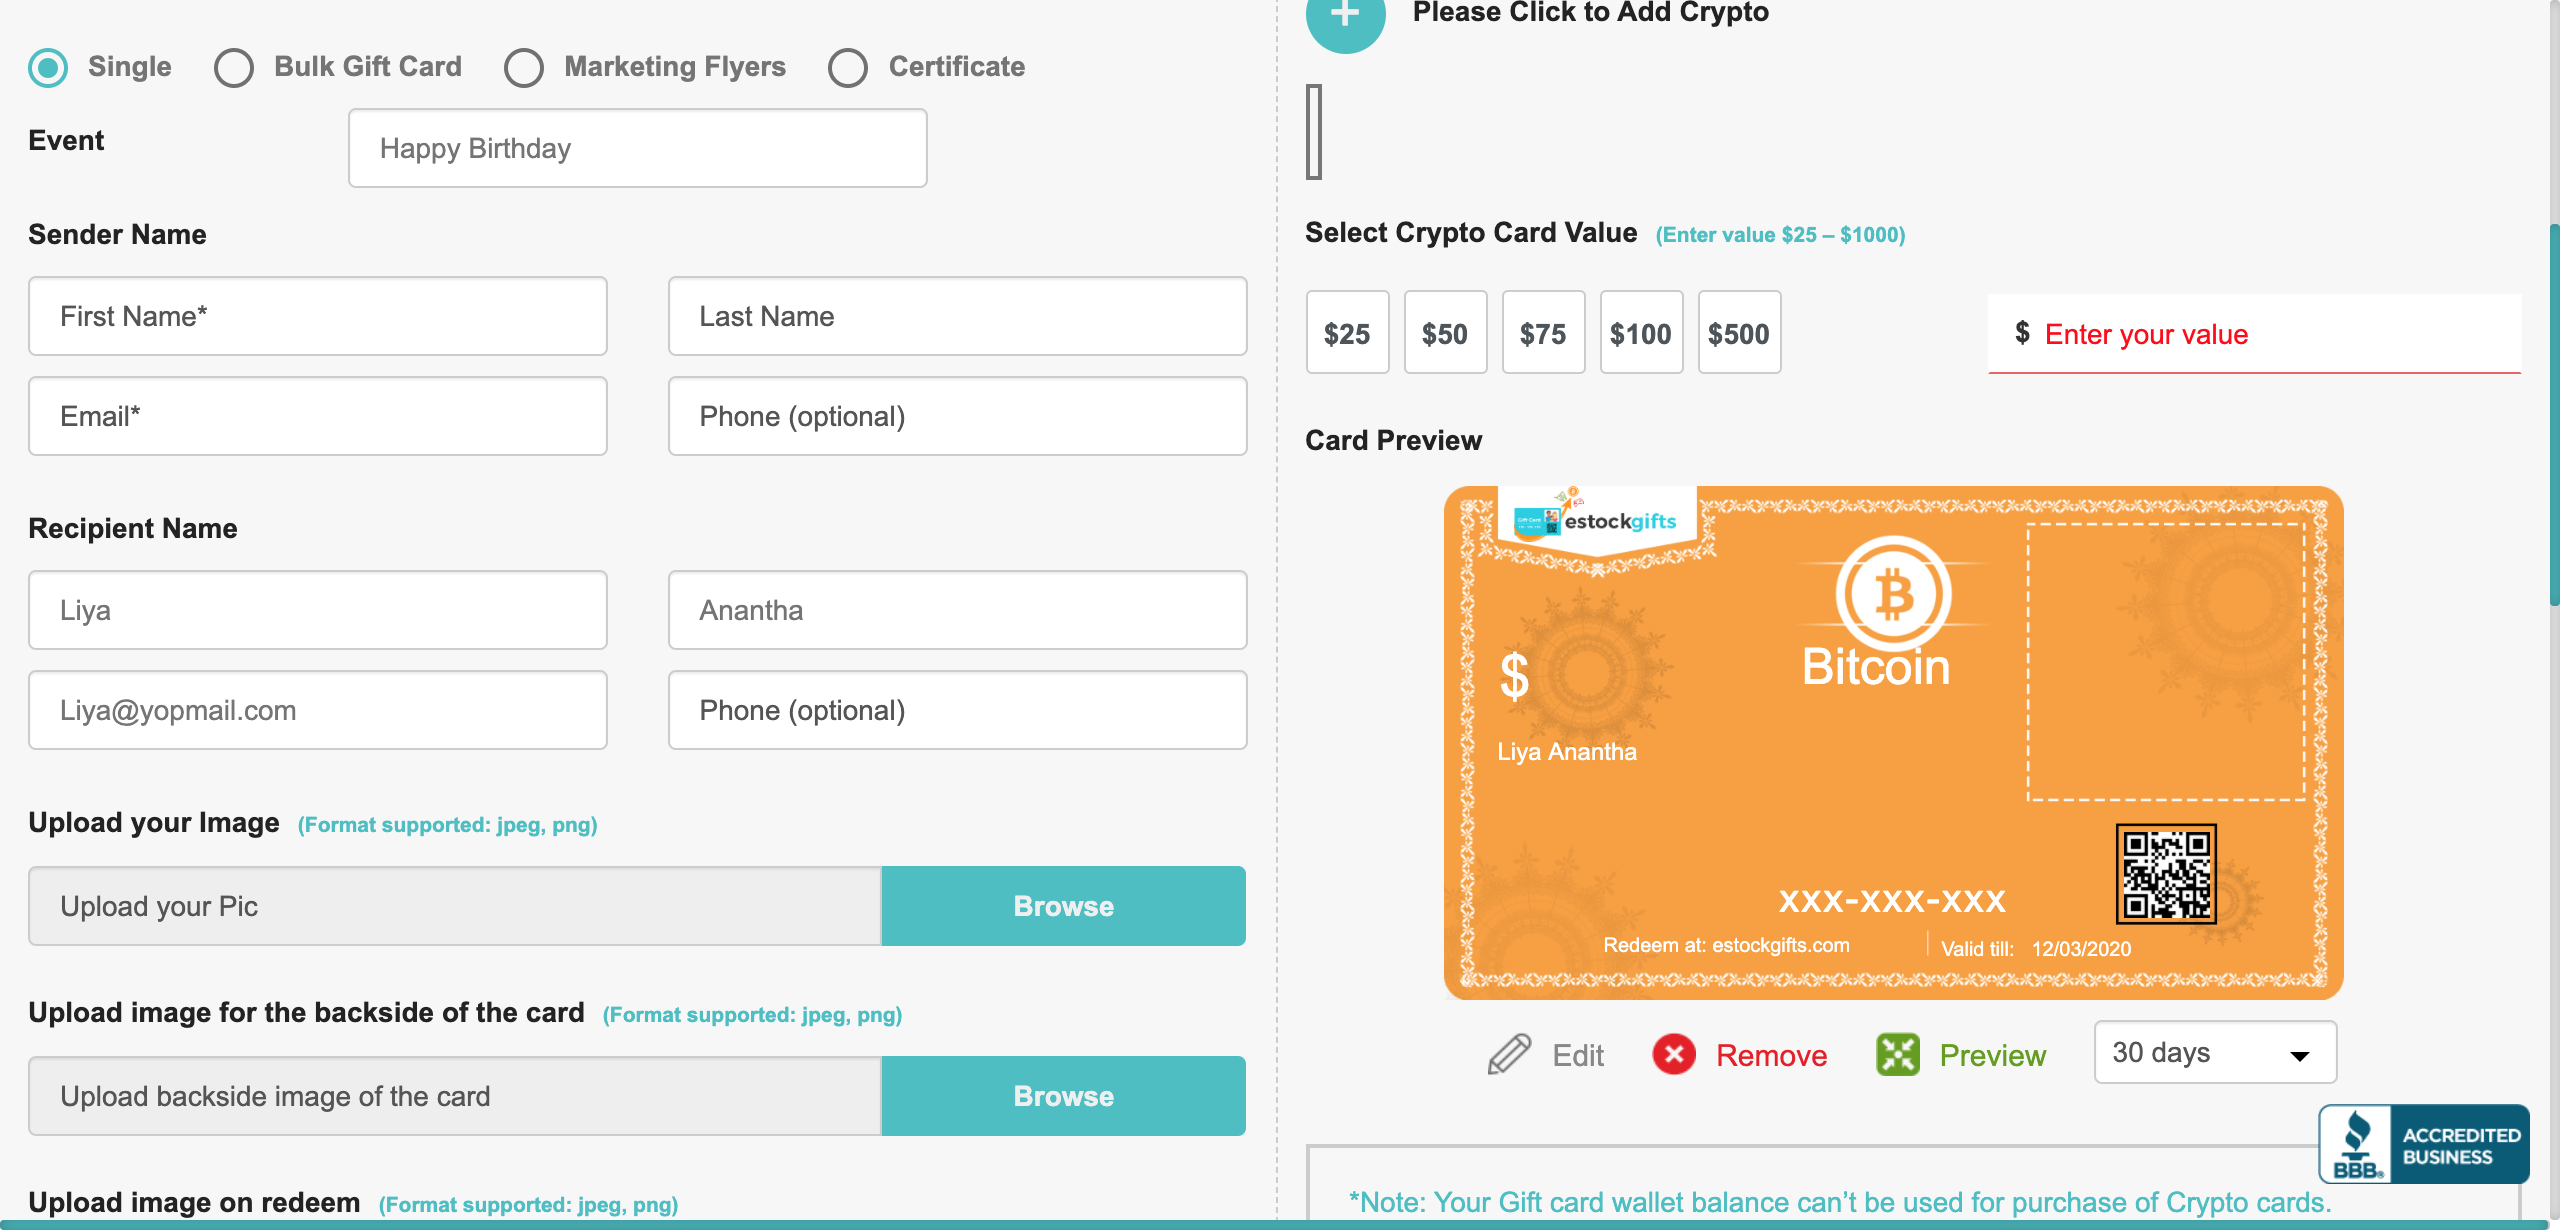 Please Click to Add Crypto
Single
Bulk Gift Card
Marketing Flyers
Certificate
Event
Happy Birthday
Sender Name
First Name*
Last Name
Email*
Phone (optional)
Recipient Name
Liya
Anantha
Liya@yopmail.com
Phone (optional)
Upload your Image (Format supported: jpeg, png)
Upload your Pic
Browse
Upload image for the backside of the card (Format supported: jpeg, png)
Upload backside image of the card
Browse
Upload image on redeem (Format supported: jpeg, png)
Select Crypto Card Value (Enter value $25 – $1000)
$25
$50
$75
$100
$500
$ Enter your value
Card Preview
estockgifts
Bitcoin
$
Liya Anantha
XXX-XXX-XXX
Redeem at: estockgifts.com
Valid till: 12/03/2020
Edit
Remove
Preview
30 days
BBB®
ACCREDITED
BUSINESS
*Note: Your Gift card wallet balance can’t be used for purchase of Crypto cards.